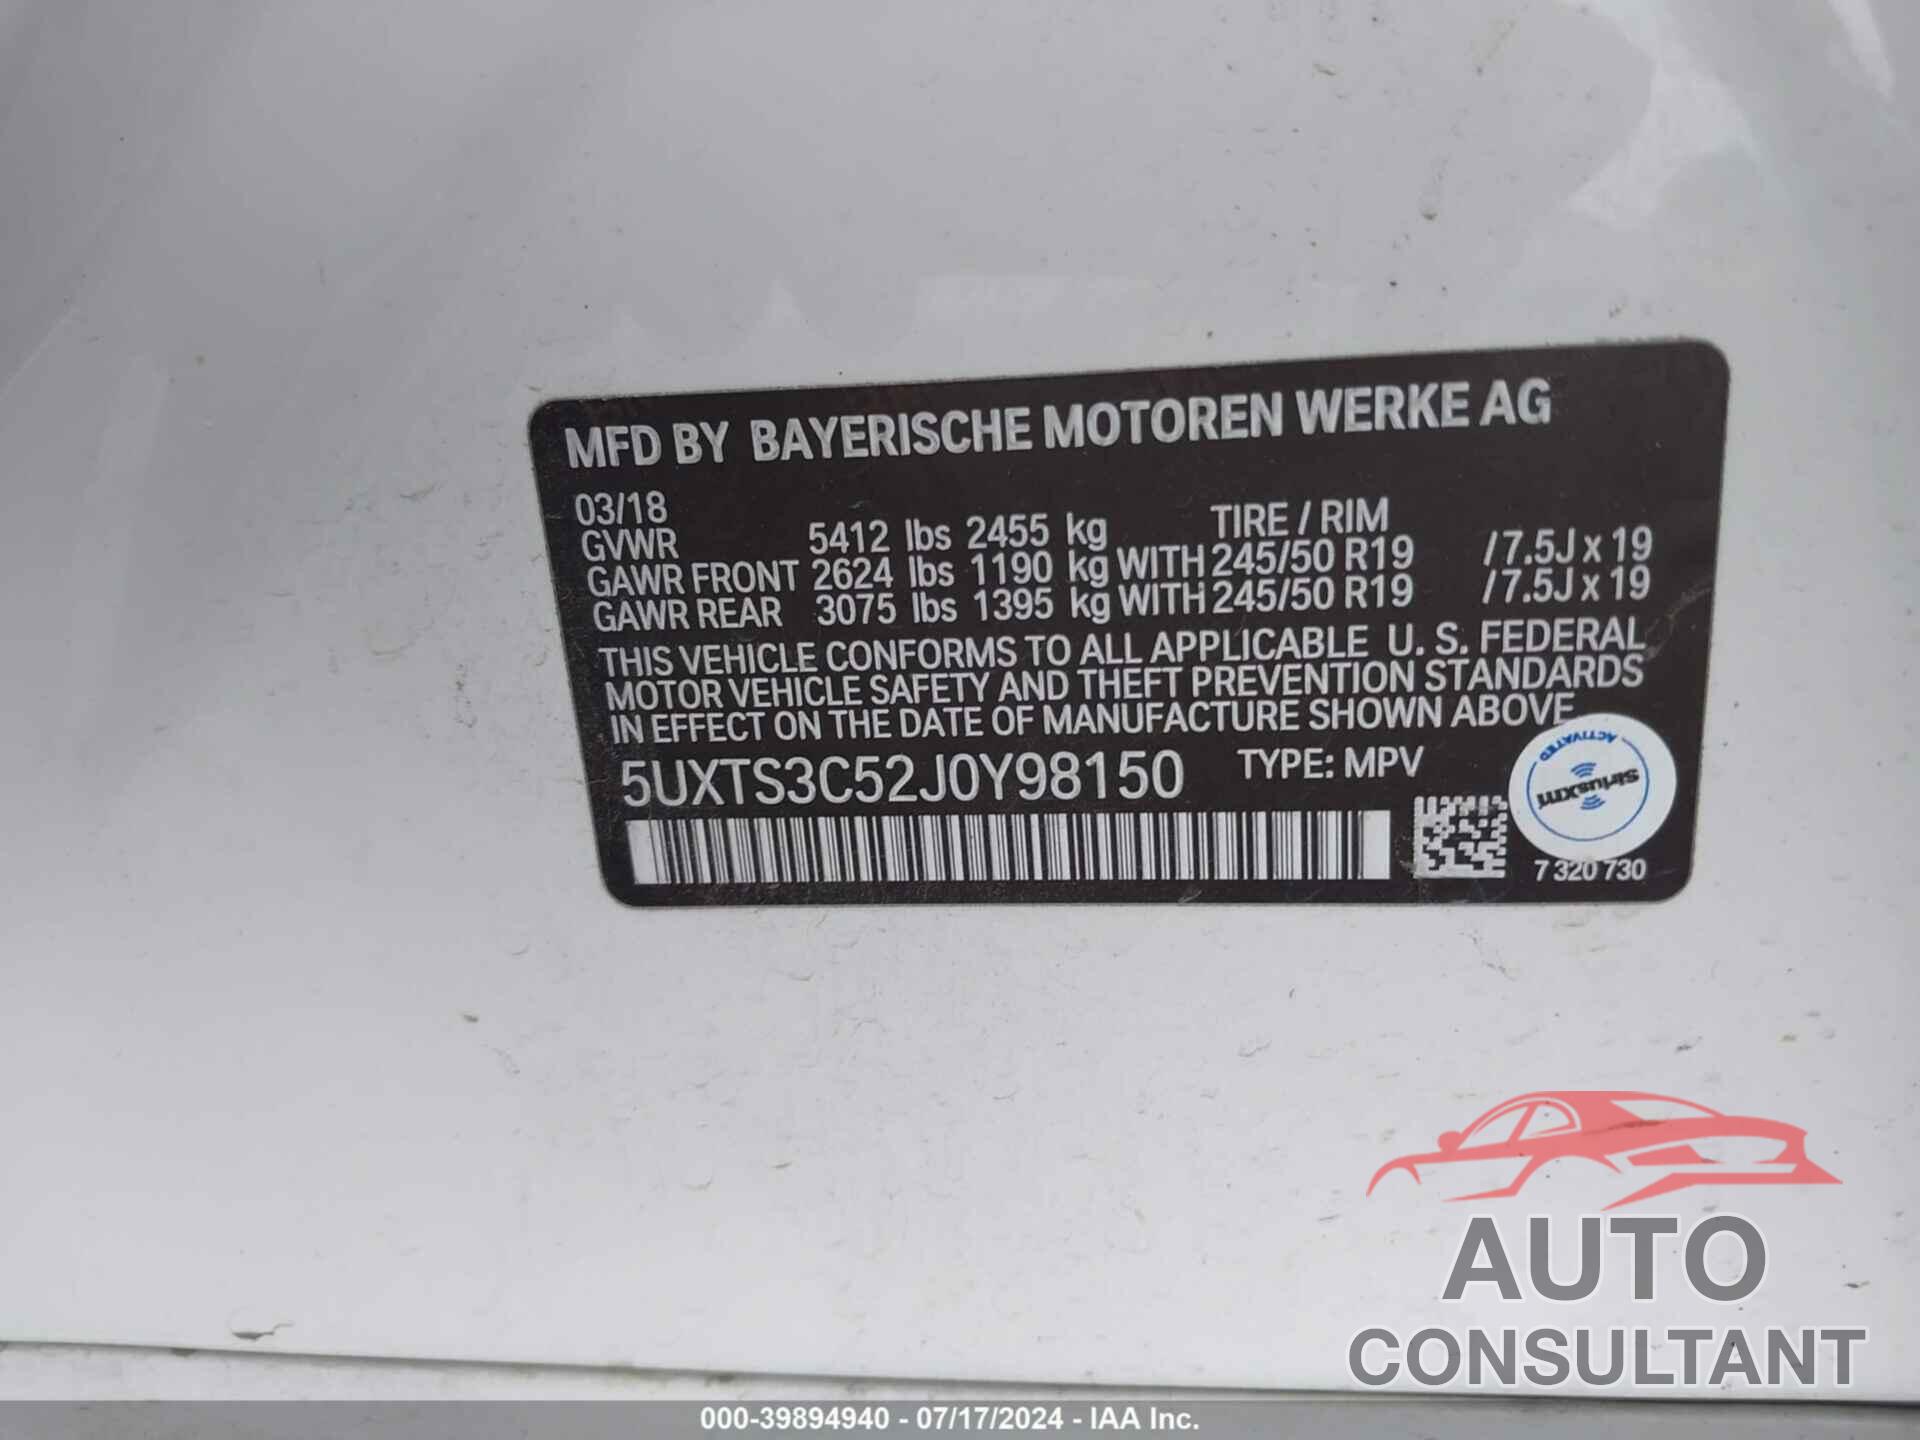 MFD BY BAYERISCHE MOTOREN WERKE AG
03/18 TIRE / RIM
GVWR 5412 lbs 2455 kg
GAWR FRONT 2624 lbs 1190 kg WITH 245/50 R19 /7.5J x 19
GAWR REAR 3075 lbs 1395 kg WITH 245/50 R19 /7.5J x 19
THIS VEHICLE CONFORMS TO ALL APPLICABLE U. S. FEDERAL
MOTOR VEHICLE SAFETY AND THEFT PREVENTION STANDARDS
IN EFFECT ON THE DATE OF MANUFACTURE SHOWN ABOVE
5UXTS3C52J0Y98150 TYPE: MPV
ACTIVATED
siriusxm
7 320 730
AUTO
CONSULTANT
000-39894940 - 07/17/2024 - IAA Inc.